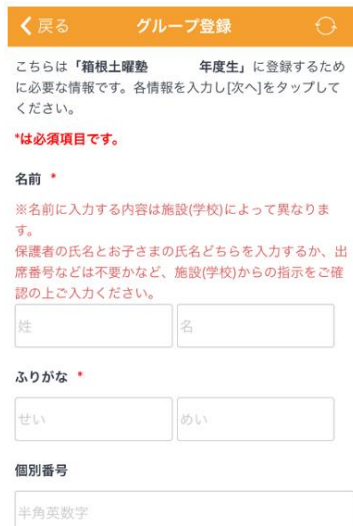 戻る グループ登録
こちらは「箱根土曜塾 年度生」に登録するため
に必要な情報です。各情報を入力し[次へ]をタップして
ください。
*は必須項目です。
名前 *
※名前に入力する内容は施設(学校)によって異なりま
す。
保護者の氏名とお子さまの氏名どちらを入力するか、出
席番号などは不要かなど、施設(学校)からの指示をご確
認の上ご入力ください。
姓 名
ふりがな *
せい めい
個別番号
半角英数字